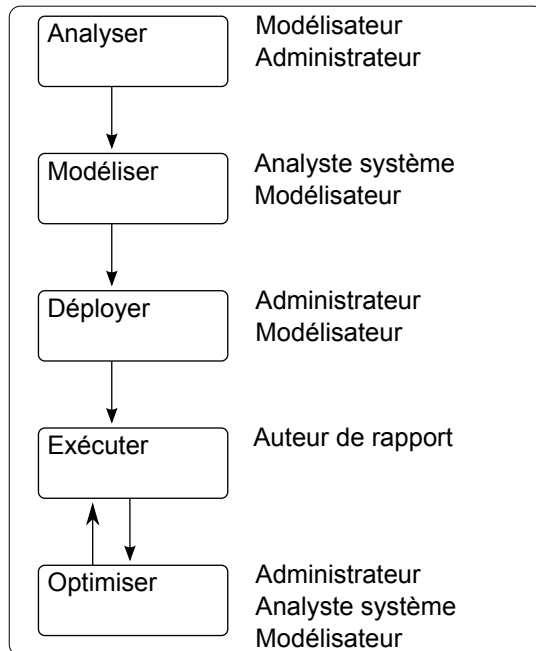 Analyser
Modélisateur
Administrateur
Modéliser
Analyste système
Modélisateur
Déployer
Administrateur
Modélisateur
Exécuter
Auteur de rapport
Optimiser
Administrateur
Analyste système
Modélisateur